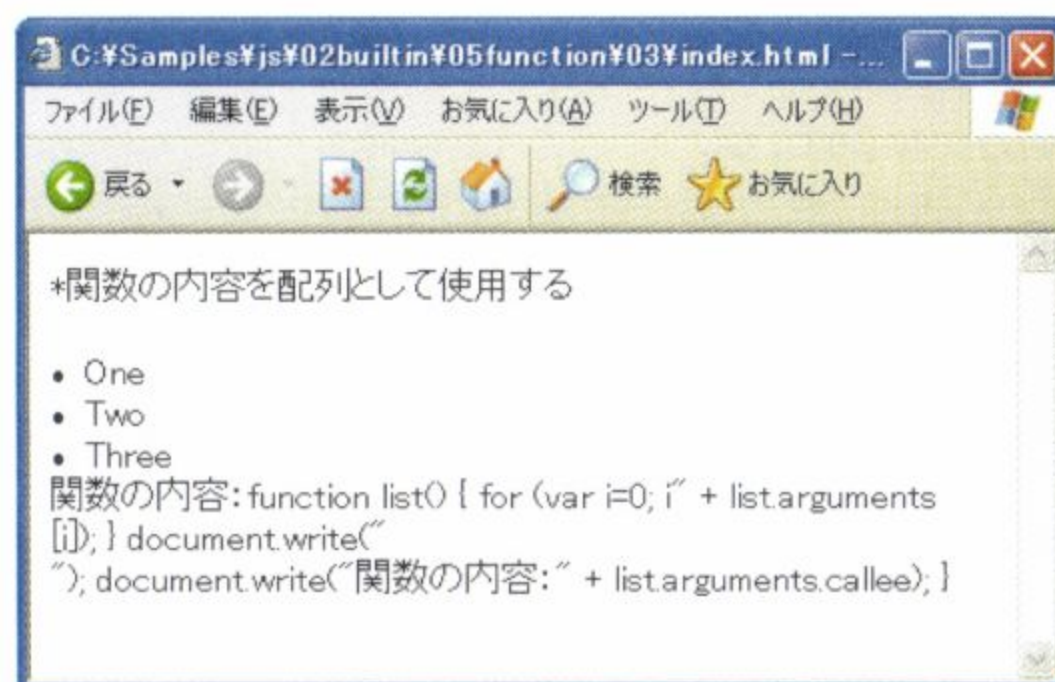 C:¥Samples¥js¥02builtin¥05function¥03¥index.html -...
ファイル(F) 編集(E) 表示(V) お気に入り(A) ツール(T) ヘルプ(H)
戻る 検索 お気に入り
*関数の内容を配列として使用する
• One
• Two
• Three
関数の内容:function list() { for (var i=0; i" + list.arguments
[i]); } document.write("
"); document.write("関数の内容:" + list.arguments.callee); }